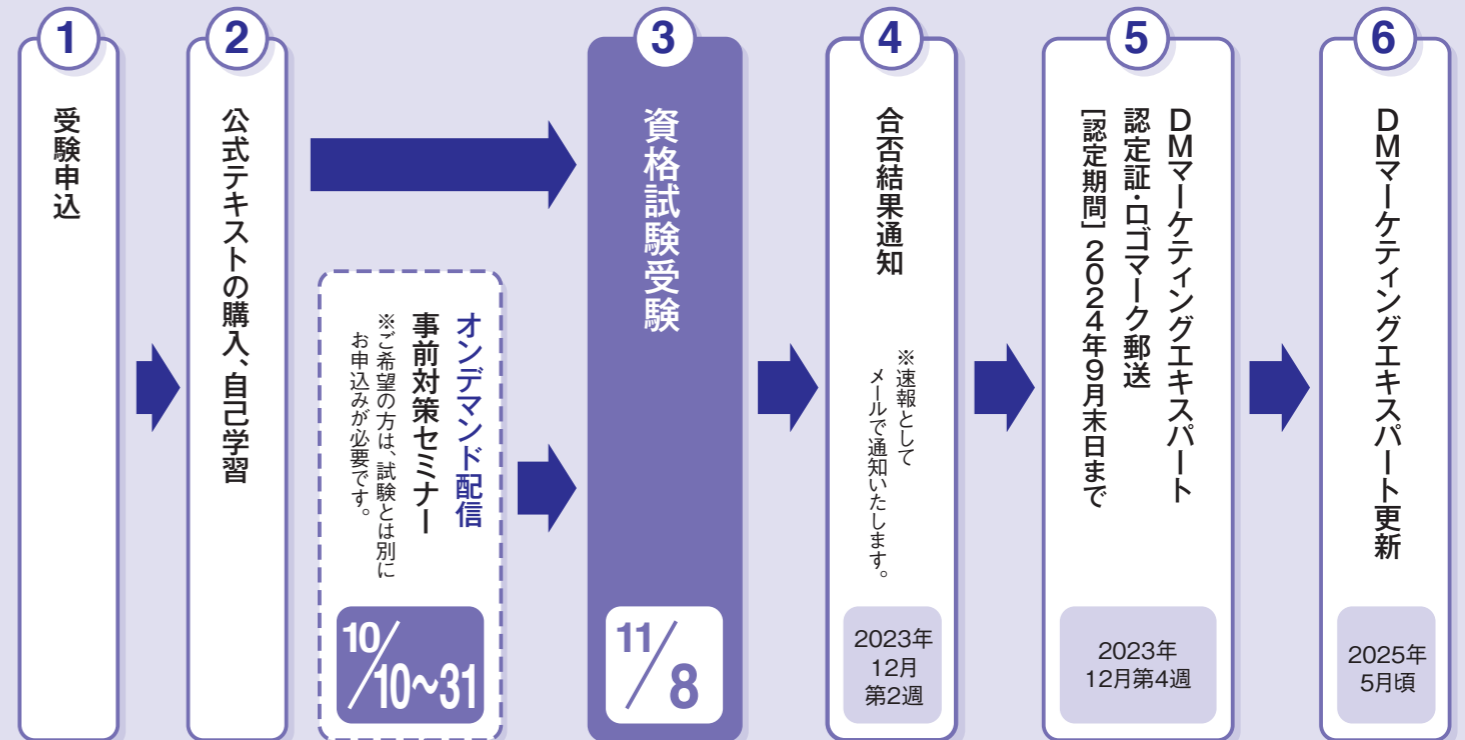 1
受験申込
2
公式テキストの購入、自己学習
オンデマンド配信
事前対策セミナー
※ご希望の方は、試験とは別に
お申込みが必要です。
10/10~31
3
資格試験受験
11/8
4
合否結果通知
※速報として
メールで通知いたします。
2023年
12月
第2週
5
DMマーケティングエキスパート
認定証・ロゴマーク郵送
[認定期間] 2024年9月末日まで
2023年
12月第4週
6
DMマーケティングエキスパート更新
2025年
5月頃